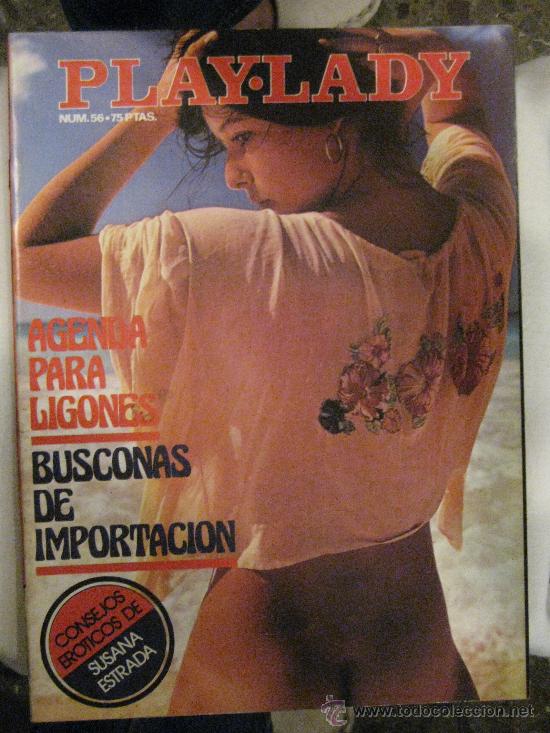 PLAY·LADY
NUM. 56•75 PTAS.
AGENDA
PARA
LIGONES
BUSCONAS
DE
IMPORTACION
CONSEJOS
EROTICOS DE
SUSANA
ESTRADA
www.todocoleccion.net